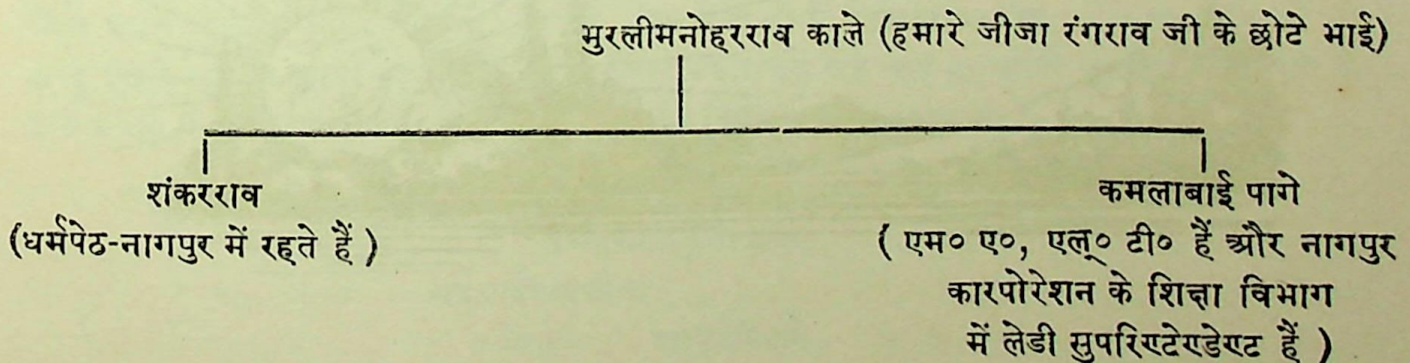 मुरलीमनोहरराव काले (हमारे जीजा रंगराव जी के छोटे भाई)
शंकरराव
(धर्मपेठ-नागपुर में रहते हैं )
कमलाबाई पागे
( एम० ए०, एल्० टी० हैं और नागपुर
कारपोरेशन के शिक्षा विभाग
में लेडी सुपरिण्टेण्डेण्ट हैं )